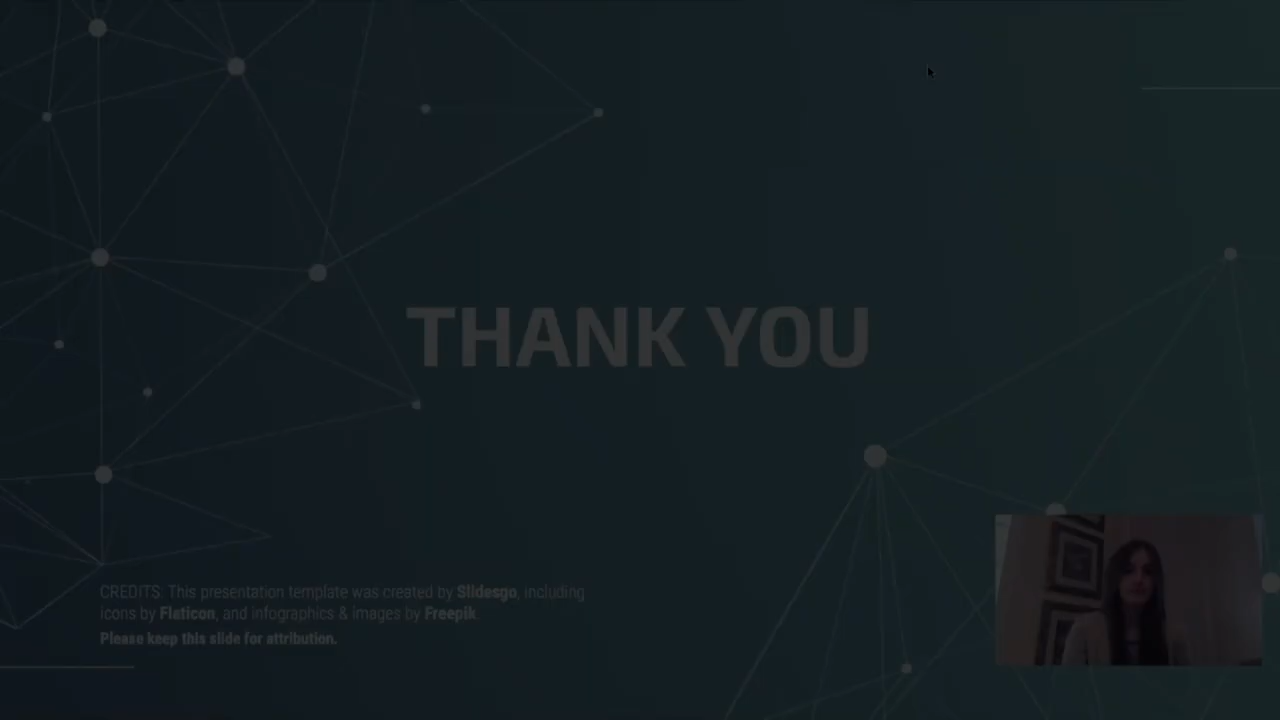 THANK YOU
CREDITS: This presentation template was created by Slidesgo, including
icons by Flaticon, and infographics & images by Freepik
Please keep this slide for attribution.